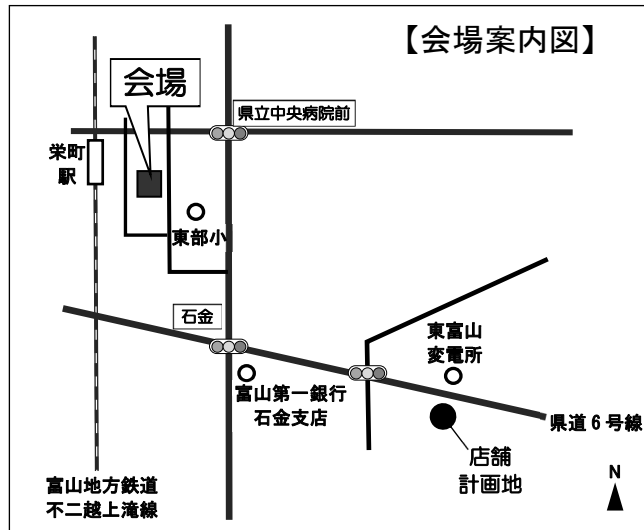 【会場案内図】
会場
県立中央病院前
栄町
駅
東部小
石金
東富山
変電所
富山第一銀行
石金支店
県道6号線
店舗
計画地
富山地方鉄道
不二越上滝線
N